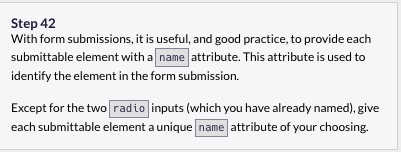 Step 42
With form submissions, it is useful, and good practice, to provide each
submittable element with a name attribute. This attribute is used to
identify the element in the form submission.
Except for the two radio inputs (which you have already named), give
each submittable element a unique name attribute of your choosing.